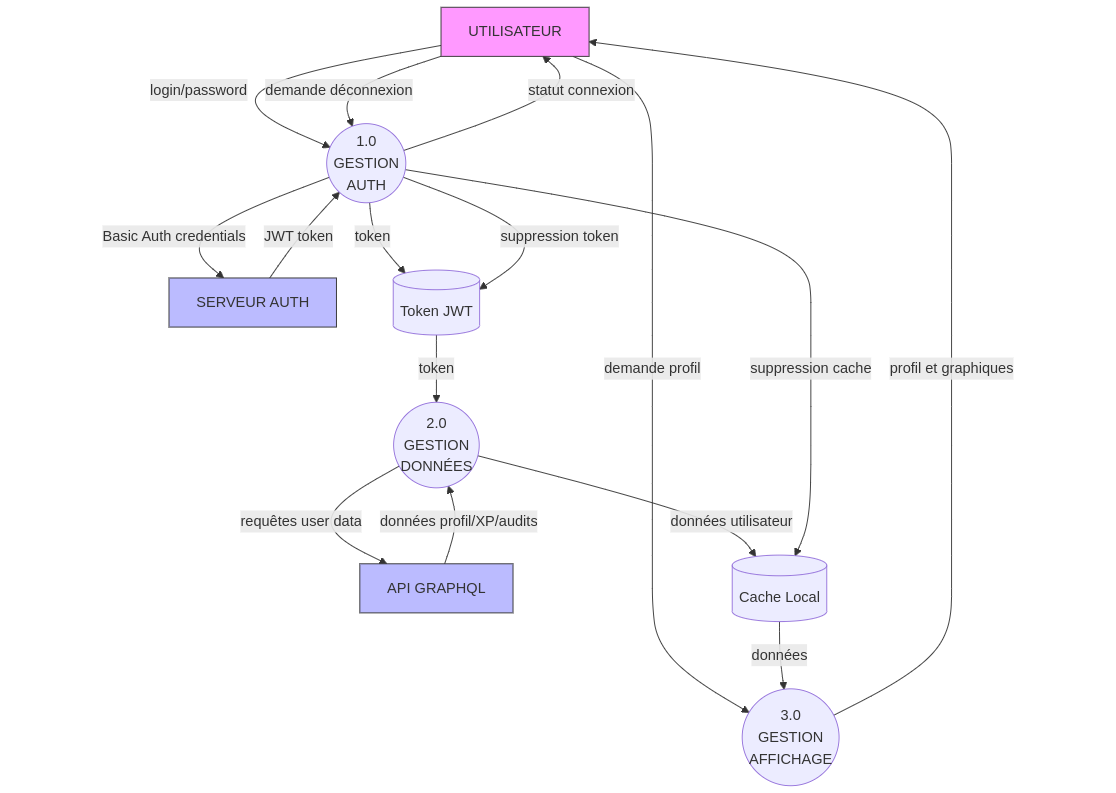 UTILISATEUR
login/password
demande déconnexion
statut connexion
1.0
GESTION
AUTH
Basic Auth credentials
JWT token
token
suppression token
SERVEUR AUTH
Token JWT
token
demande profil
suppression cache
profil et graphiques
2.0
GESTION
DONNÉES
requêtes user data
données profil/XP/audits
données utilisateur
API GRAPHQL
Cache Local
données
3.0
GESTION
AFFICHAGE